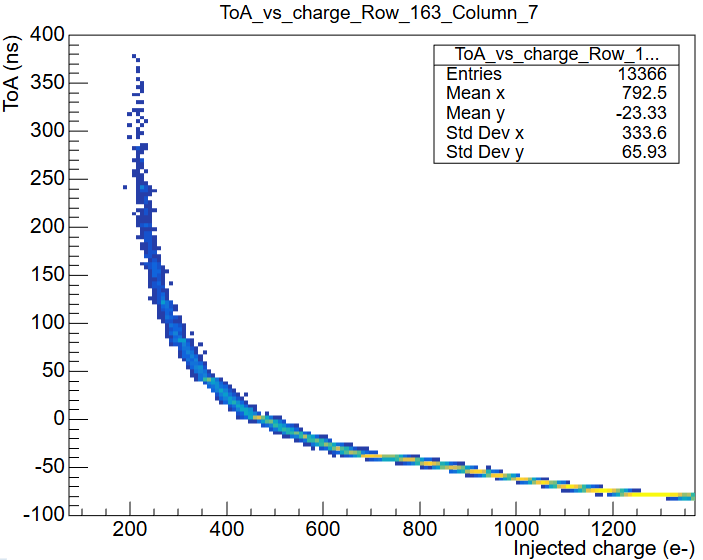 ToA_vs_charge_Row_163_Column_7
ToA (ns)
400
350
300
250
200
150
100
50
0
-50
-100
ToA_vs_charge_Row_1...
Entries 13366
Mean x 792.5
Mean y -23.33
Std Dev x 333.6
Std Dev y 65.93
200 400 600 800 1000 1200
Injected charge (e-)